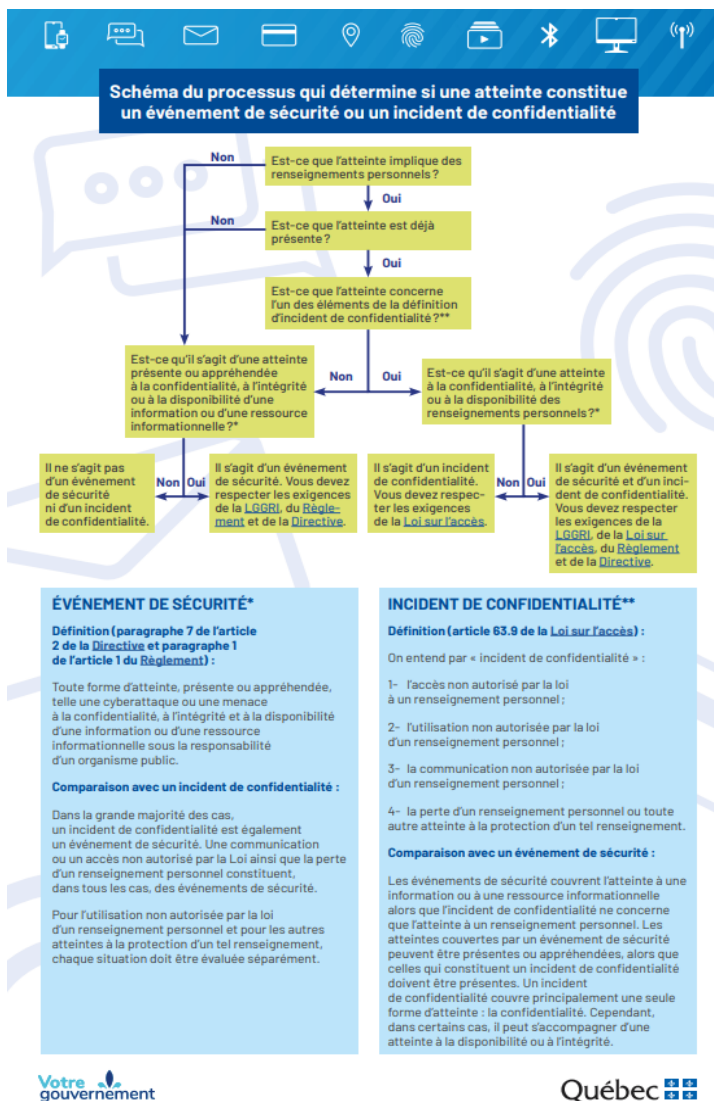 Schéma du processus qui détermine si une atteinte constitue
un événement de sécurité ou un incident de confidentialité
Non
Est-ce que l'atteinte implique des
renseignements personnels ?
Oui
Non
Est-ce que l'atteinte est déjà
présente ?
Oui
Est-ce que l'atteinte concerne
l'un des éléments de la définition
d'incident de confidentialité ?**
Est-ce qu'il s'agit d'une atteinte
présente ou appréhendée
à la confidentialité, à l'intégrité
ou à la disponibilité d'une
information ou d'une ressource
informationnelle ?*
Non
Oui
Est-ce qu'il s'agit d'une atteinte
à la confidentialité, à l'intégrité
ou à la disponibilité des
renseignements personnels ?*
Il ne s'agit pas
d'un événement
de sécurité
ni d'un incident
de confidentialité.
Non
Oui
Il s'agit d'un événement
de sécurité. Vous devez
respecter les exigences
de la LGGRI, du Règle-
ment et de la Directive.
Il s'agit d'un incident
de confidentialité.
Vous devez respec-
ter les exigences
de la Loi sur l'accès.
Non
Oui
Il s'agit d'un événement
de sécurité et d'un inci-
dent de confidentialité.
Vous devez respecter
les exigences de la
LGGRI, de la Loi sur
l'accès, du Règlement
et de la Directive.
ÉVÉNEMENT DE SÉCURITÉ*
Définition (paragraphe 7 de l'article
2 de la Directive et paragraphe 1
de l'article 1 du Règlement) :
Toute forme d'atteinte, présente ou appréhendée,
telle une cyberattaque ou une menace
à la confidentialité, à l'intégrité et à la disponibilité
d'une information ou d'une ressource
informationnelle sous la responsabilité
d'un organisme public.
Comparaison avec un incident de confidentialité :
Dans la grande majorité des cas,
un incident de confidentialité est également
un événement de sécurité. Une communication
ou un accès non autorisé par la Loi ainsi que la perte
d'un renseignement personnel constituent,
dans tous les cas, des événements de sécurité.
Pour l'utilisation non autorisée par la loi
d'un renseignement personnel et pour les autres
atteintes à la protection d'un tel renseignement,
chaque situation doit être évaluée séparément.
INCIDENT DE CONFIDENTIALITÉ**
Définition (article 63.9 de la Loi sur l'accès) :
On entend par « incident de confidentialité » :
1- l'accès non autorisé par la loi
à un renseignement personnel ;
2- l'utilisation non autorisée par la loi
d'un renseignement personnel ;
3- la communication non autorisée par la loi
d'un renseignement personnel ;
4- la perte d'un renseignement personnel ou toute
autre atteinte à la protection d'un tel renseignement.
Comparaison avec un événement de sécurité :
Les événements de sécurité couvrent l'atteinte à une
information ou à une ressource informationnelle
alors que l'incident de confidentialité ne concerne
que l'atteinte à un renseignement personnel. Les
atteintes couvertes par un événement de sécurité
peuvent être présentes ou appréhendées, alors que
celles qui constituent un incident de confidentialité
doivent être présentes. Un incident
de confidentialité couvre principalement une seule
forme d'atteinte : la confidentialité. Cependant,
dans certains cas, il peut s'accompagner d'une
atteinte à la disponibilité ou à l'intégrité.
Votre
gouvernement
Québec